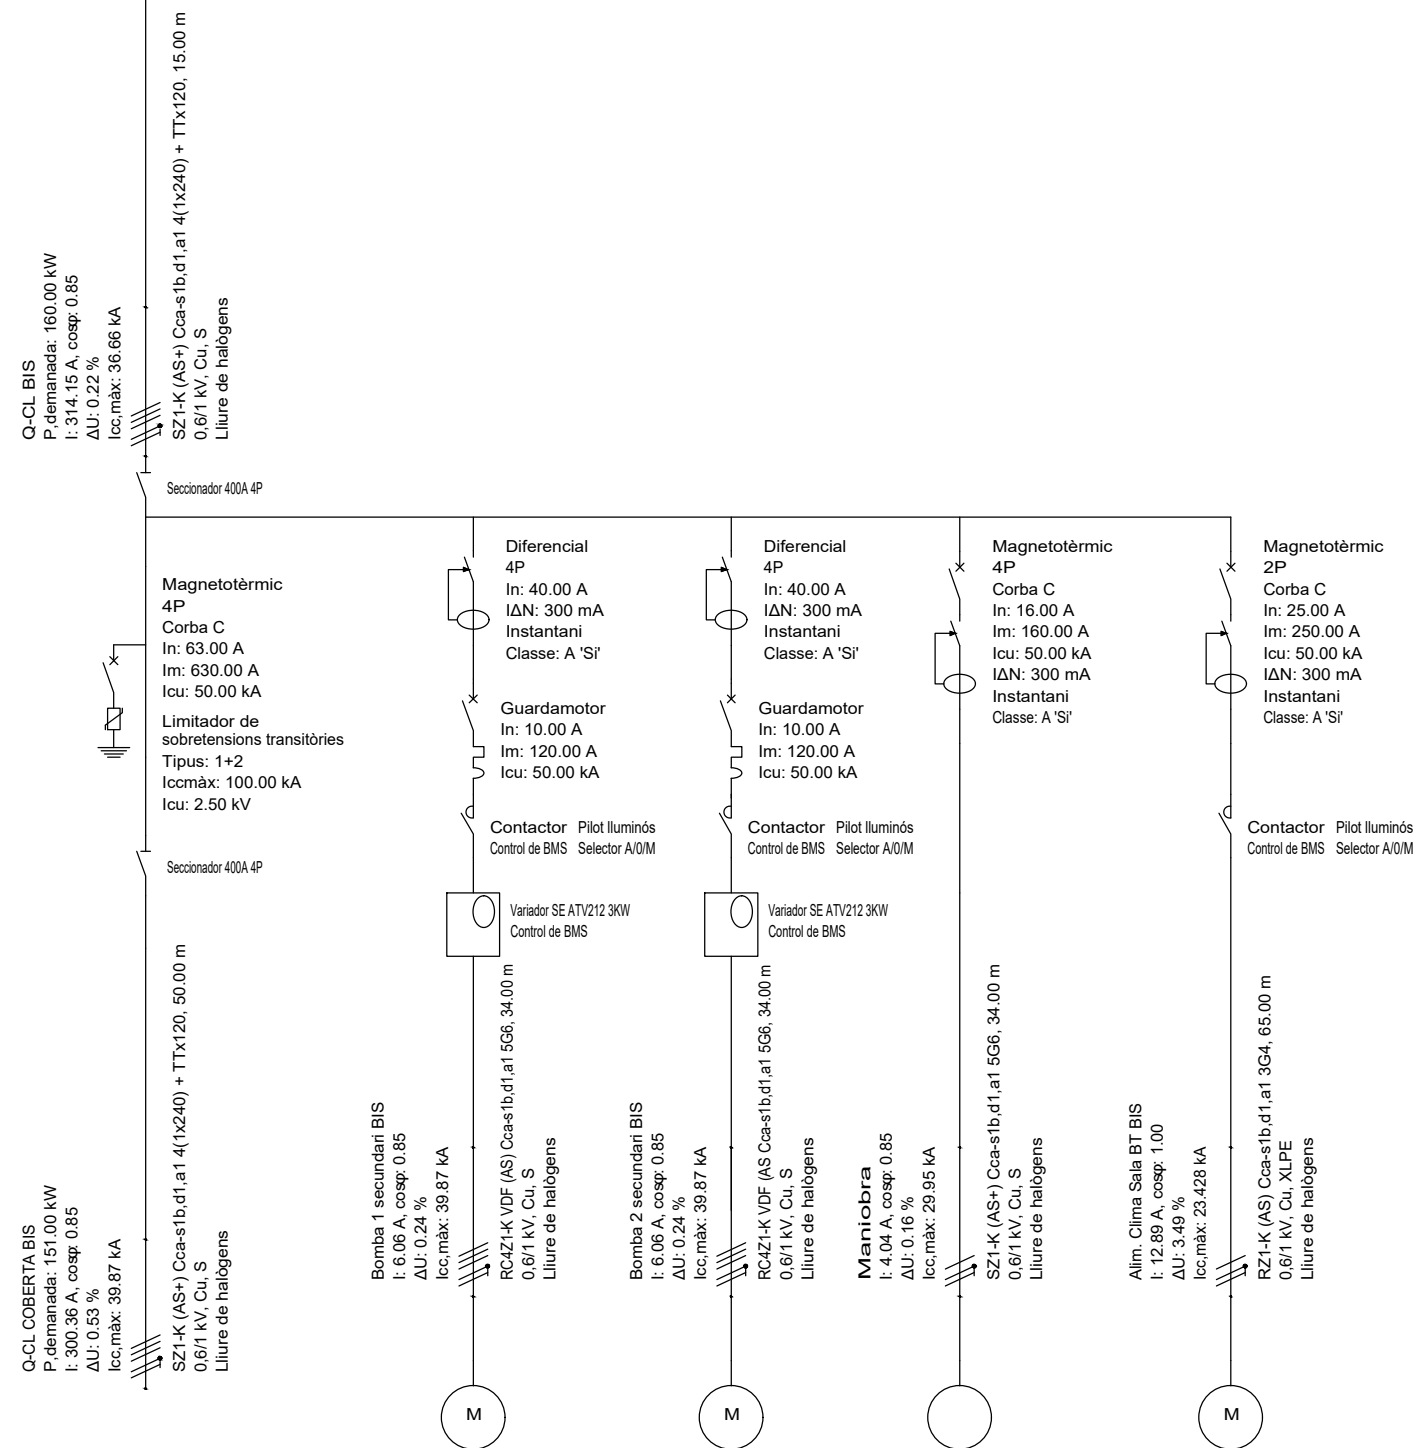 Q-CL BIS
P,demanada: 160.00 kW
I: 314.15 A, cosφ: 0.85
ΔU: 0.22 %
Icc,màx: 36.66 kA
SZ1-K (AS+) Cca-s1b,d1,a1 4(1x240) + TTx120, 15.00 m
0,6/1 kV, Cu, S
Lliure de halògens
Seccionador 400A 4P
Magnetotèrmic
4P
Corba C
In: 63.00 A
Im: 630.00 A
Icu: 50.00 kA
Limitador de
sobretensions transitòries
Tipus: 1+2
Iccmàx: 100.00 kA
Icu: 2.50 kV
Seccionador 400A 4P
Q-CL COBERTA BIS
P,demanada: 151.00 kW
I: 300.36 A, cosφ: 0.85
ΔU: 0.53 %
Icc,màx: 39.87 kA
SZ1-K (AS+) Cca-s1b,d1,a1 4(1x240) + TTx120, 50.00 m
0,6/1 kV, Cu, S
Lliure de halògens
Diferencial
4P
In: 40.00 A
IΔN: 300 mA
Instantani
Classe: A 'Si'
Guardamotor
In: 10.00 A
Im: 120.00 A
Icu: 50.00 kA
Contactor Pilot lluminós
Control de BMS Selector A/0/M
Variador SE ATV212 3KW
Control de BMS
Bomba 1 secundari BIS
I: 6.06 A, cosφ: 0.85
ΔU: 0.24 %
Icc,màx: 39.87 kA
RC4Z1-K VDF (AS) Cca-s1b,d1,a1 5G6, 34.00 m
0,6/1 kV, Cu, S
Lliure de halògens
M
Diferencial
4P
In: 40.00 A
IΔN: 300 mA
Instantani
Classe: A 'Si'
Guardamotor
In: 10.00 A
Im: 120.00 A
Icu: 50.00 kA
Contactor Pilot lluminós
Control de BMS Selector A/0/M
Variador SE ATV212 3KW
Control de BMS
Bomba 2 secundari BIS
I: 6.06 A, cosφ: 0.85
ΔU: 0.24 %
Icc,màx: 39.87 kA
RC4Z1-K VDF (AS Cca-s1b,d1,a1 5G6, 34.00 m
0,6/1 kV, Cu, S
Lliure de halògens
M
Magnetotèrmic
4P
Corba C
In: 16.00 A
Im: 160.00 A
Icu: 50.00 kA
IΔN: 300 mA
Instantani
Classe: A 'Si'
Maniobra
I: 4.04 A, cosφ: 0.85
ΔU: 0.16 %
Icc,màx: 29.95 kA
SZ1-K (AS+) Cca-s1b,d1,a1 5G6, 34.00 m
0,6/1 kV, Cu, S
Lliure de halògens
Magnetotèrmic
2P
Corba C
In: 25.00 A
Im: 250.00 A
Icu: 50.00 kA
IΔN: 300 mA
Instantani
Classe: A 'Si'
Contactor Pilot lluminós
Control de BMS Selector A/0/M
Alim. Clima Sala BT BIS
I: 12.89 A, cosφ: 1.00
ΔU: 3.49 %
Icc,màx: 23.428 kA
RZ1-K (AS) Cca-s1b,d1,a1 3G4, 65.00 m
0,6/1 kV, Cu, XLPE
Lliure de halògens
M